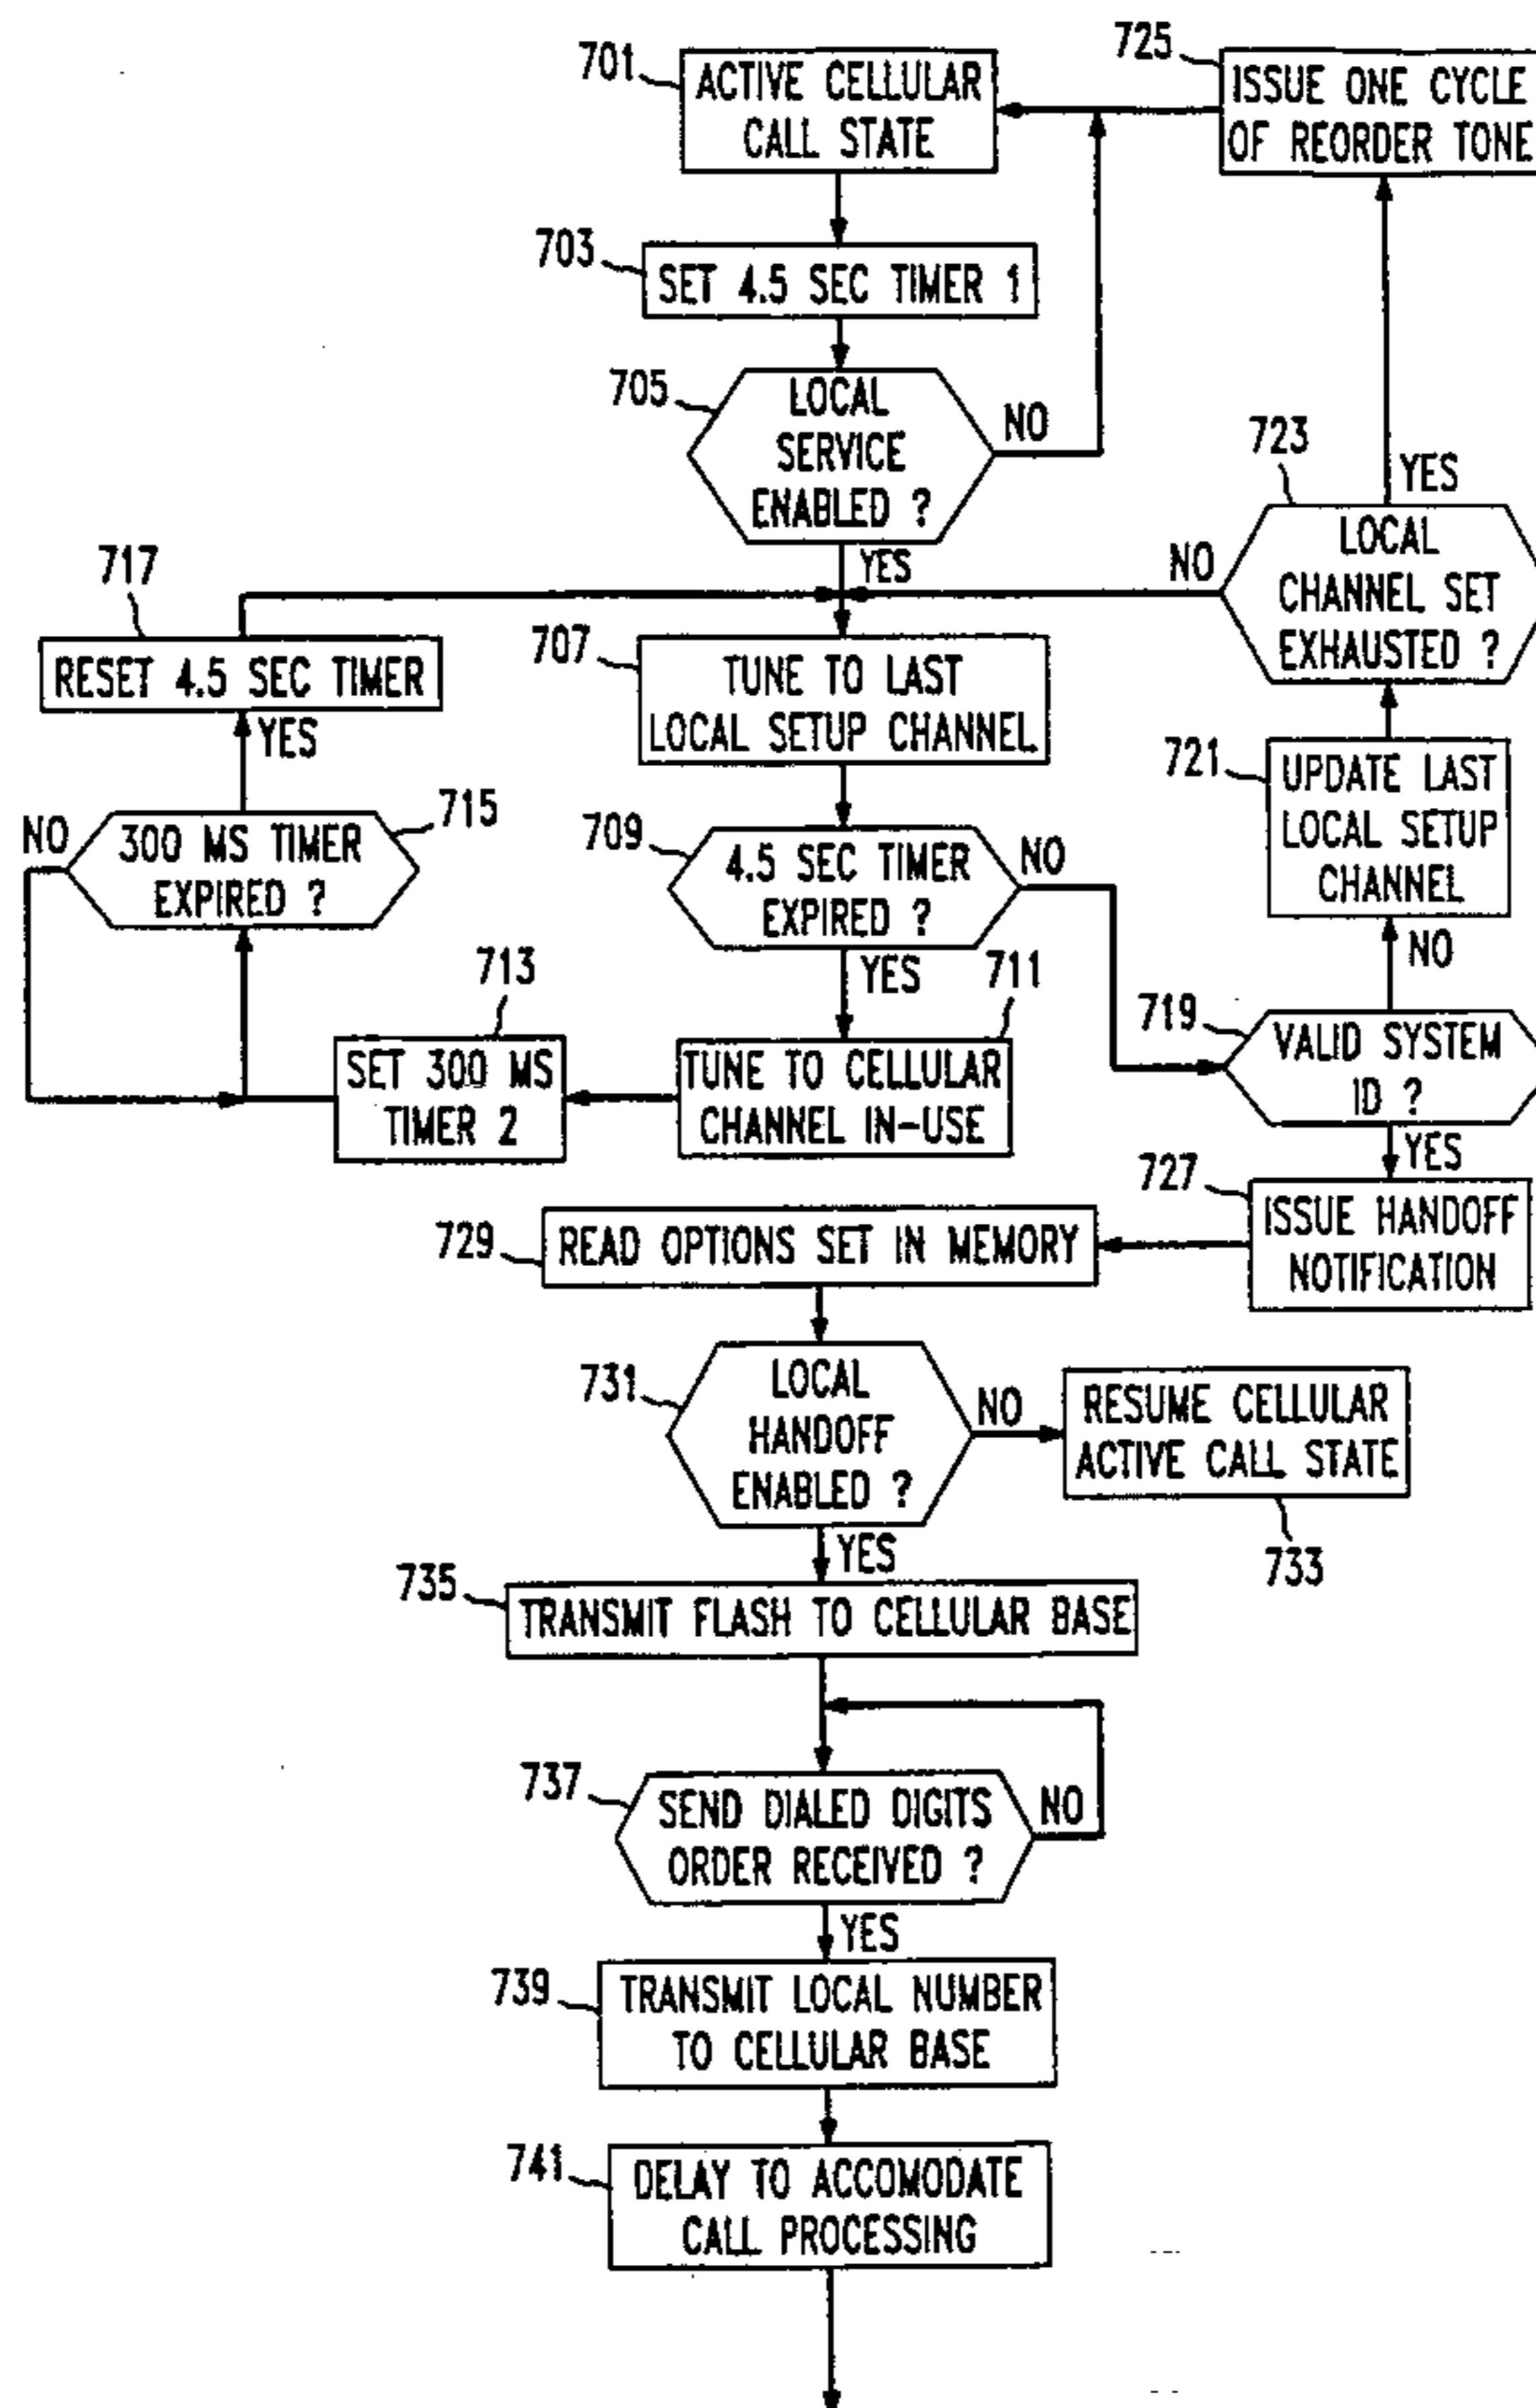 701
ACTIVE CELLULAR
CALL STATE
725
ISSUE ONE CYCLE
OF REORDER TONE
703
SET 4.5 SEC TIMER 1
705
LOCAL
SERVICE
ENABLED ?
NO
YES
723
YES
LOCAL
CHANNEL SET
EXHAUSTED ?
NO
717
RESET 4.5 SEC TIMER
YES
707
TUNE TO LAST
LOCAL SETUP CHANNEL
721
UPDATE LAST
LOCAL SETUP
CHANNEL
NO
715
300 MS TIMER
EXPIRED ?
NO
709
4.5 SEC TIMER
EXPIRED ?
NO
YES
713
SET 300 MS
TIMER 2
711
TUNE TO CELLULAR
CHANNEL IN-USE
719
VALID SYSTEM
ID ?
YES
727
ISSUE HANDOFF
NOTIFICATION
729
READ OPTIONS SET IN MEMORY
731
LOCAL
HANDOFF
ENABLED ?
NO
RESUME CELLULAR
ACTIVE CALL STATE
733
YES
735
TRANSMIT FLASH TO CELLULAR BASE
737
SEND DIALED DIGITS
ORDER RECEIVED ?
NO
YES
739
TRANSMIT LOCAL NUMBER
TO CELLULAR BASE
741
DELAY TO ACCOMODATE
CALL PROCESSING